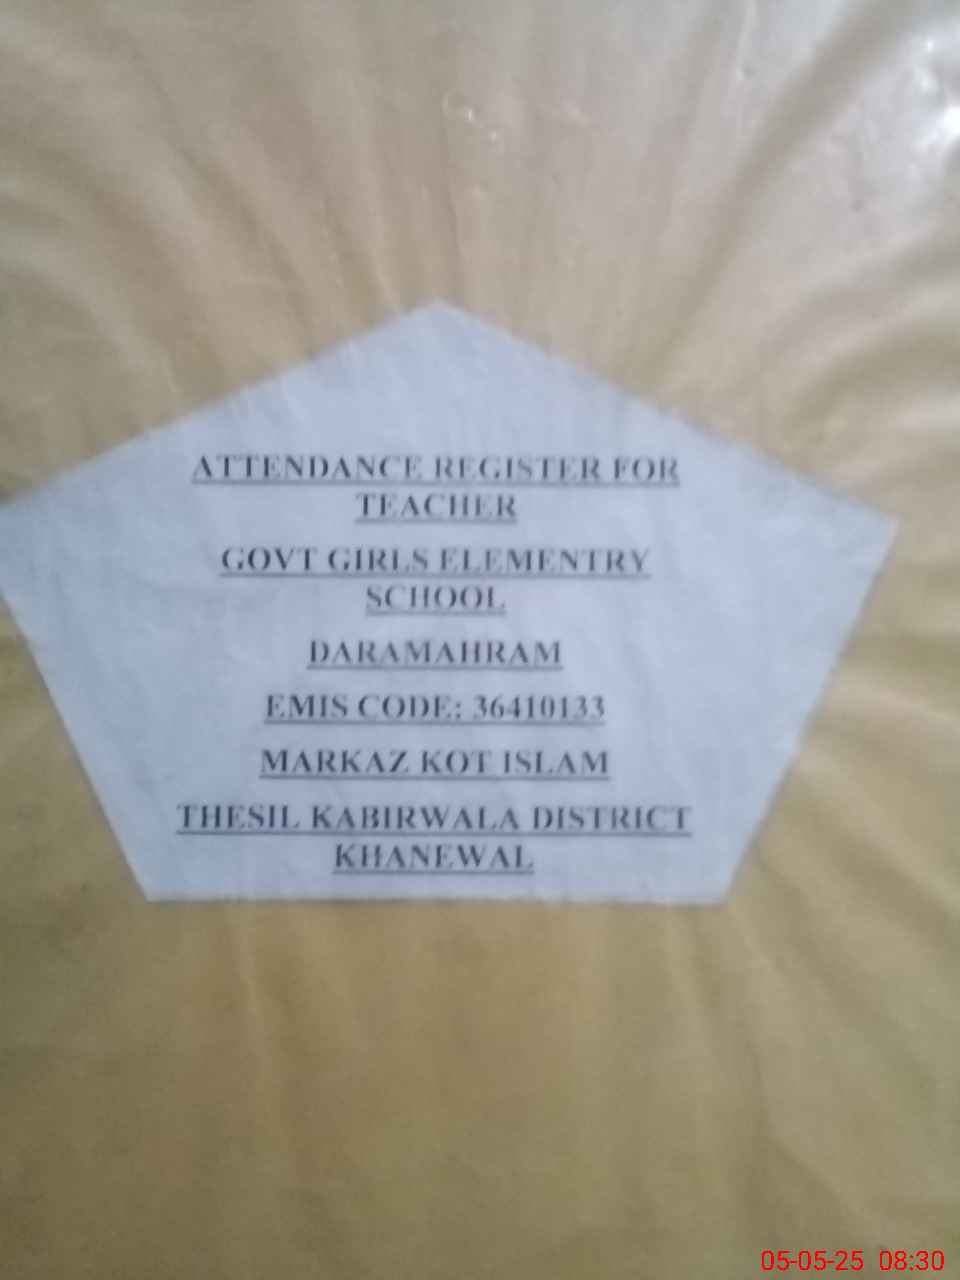 ATTENDANCE REGISTER FOR
TEACHER
GOVT GIRLS ELEMENTRY
SCHOOL
DARAMAHRAM
EMIS CODE: 36410133
MARKAZ KOT ISLAM
THESIL KABIRWALA DISTRICT
KHANEWAL
05-05-25 08:30